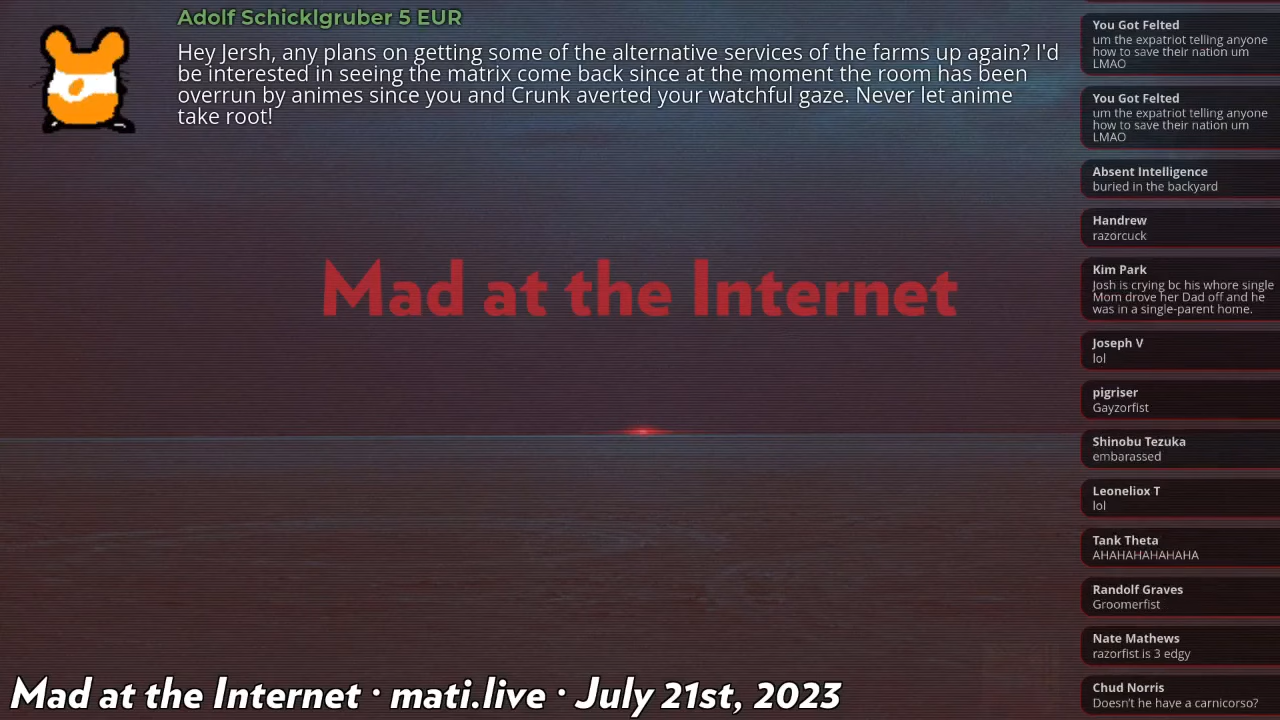 Adolf Schicklgruber 5 EUR
Hey Jersh, any plans on getting some of the alternative services of the farms up again? I'd
be interested in seeing the matrix come back since at the moment the room has been
overrun by animes since you and Crunk averted your watchful gaze. Never let anime
take root!
Mad at the Internet
Mad at the Internet · mati.live · July 21st, 2023
You Got Felted
um the expatriot telling anyone
how to save their nation um
LMAO
You Got Felted
um the expatriot telling anyone
how to save their nation um
LMAO
Absent Intelligence
buried in the backyard
Handrew
razorcuck
Kim Park
Josh is crying bc his whore single
Mom drove her Dad off and he
was in a single-parent home.
Joseph V
lol
pigriser
Gayzorfist
Shinobu Tezuka
embarassed
Leoneliox T
lol
Tank Theta
AHAHAHAHAHAHA
Randolf Graves
Groomerfist
Nate Mathews
razorfist is 3 edgy
Chud Norris
Doesn't he have a carnicorso?